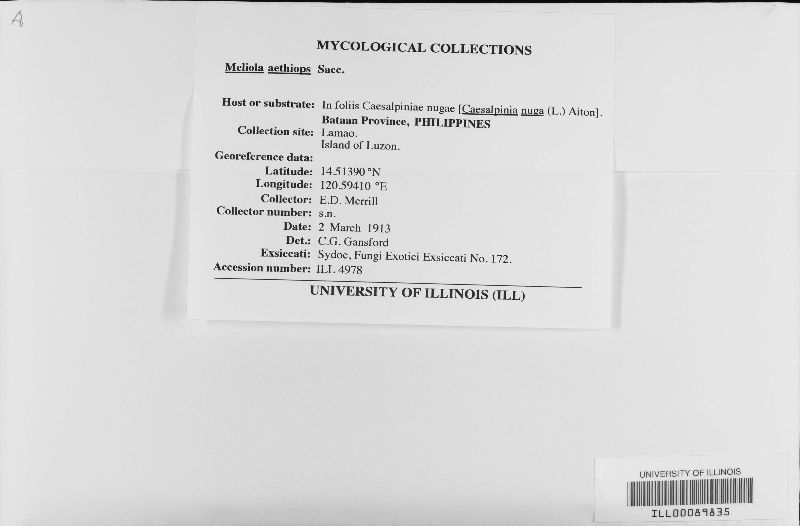 A
MYCOLOGICAL COLLECTIONS
Meliola aethiops Sacc.
Host or substrate: In foliis Caesalpiniae nugae [Caesalpinia nuga (L.) Aiton].
Bataan Province, PHILIPPINES
Collection site: Lamao.
Island of Luzon.
Georeference data:
Latitude: 14.51390 °N
Longitude: 120.59410 °E
Collector: E.D. Merrill
Collector number: s.n.
Date: 2 March 1913
Det.: C.G. Gansford
Exsiccati: Sydoe, Fungi Exotici Exsiccati No. 172.
Accession number: ILL 4978
UNIVERSITY OF ILLINOIS (ILL)
UNIVERSITY OF ILLINOIS
ILL00089835